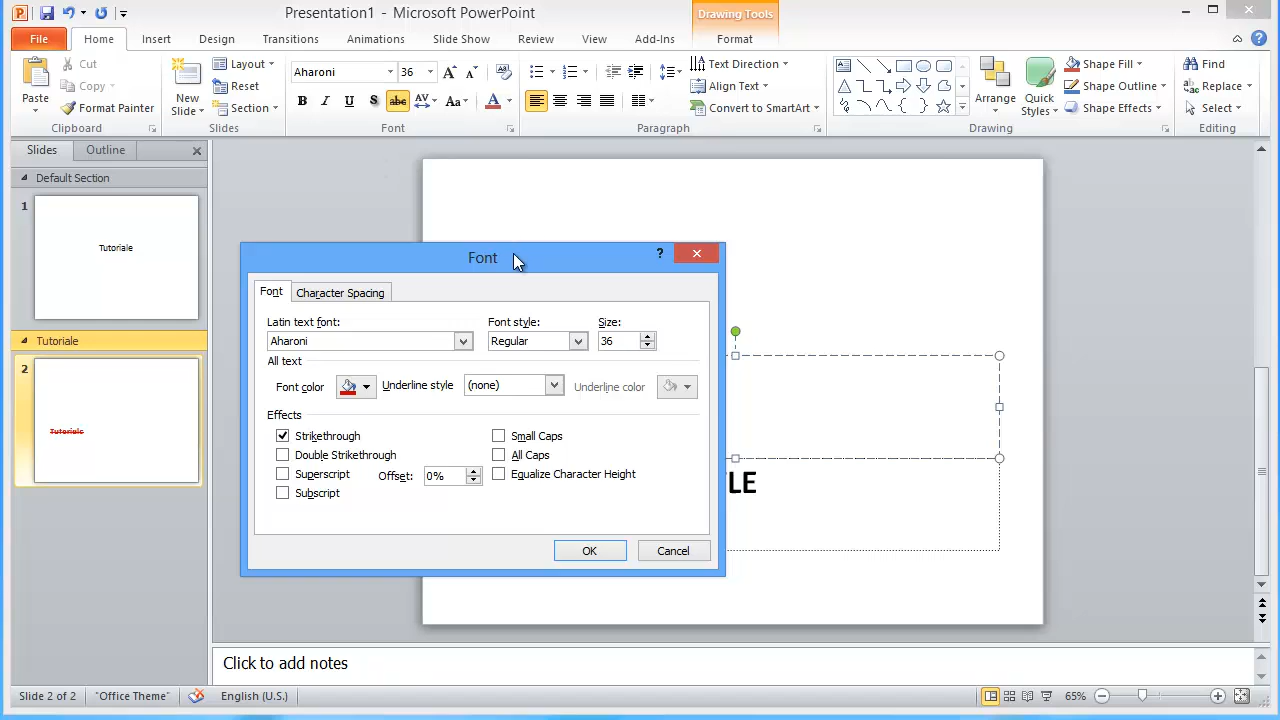 Presentation1 - Microsoft PowerPoint
Drawing Tools
File Home Insert Design Transitions Animations Slide Show Review View Add-Ins Format
Paste
Cut
Copy
Format Painter
Clipboard
New Slide
Layout
Reset
Section
Slides
Aharoni 36
B I U S abc AV Aa A
Font
Text Direction
Align Text
Convert to SmartArt
Paragraph
Arrange
Quick Styles
Shape Fill
Shape Outline
Shape Effects
Drawing
Find
Replace
Select
Editing
Slides Outline
Default Section
1
Tutoriale
Tutoriale
2
Tutoriale
Font
?
Font Character Spacing
Latin text font: Font style: Size:
Aharoni Regular 36
All text
Font color Underline style (none) Underline color
Effects
Strikethrough Small Caps
Double Strikethrough All Caps
Superscript Offset: 0% Equalize Character Height
Subscript
OK Cancel
TLE
Click to add notes
Slide 2 of 2 "Office Theme" English (U.S.) 65%